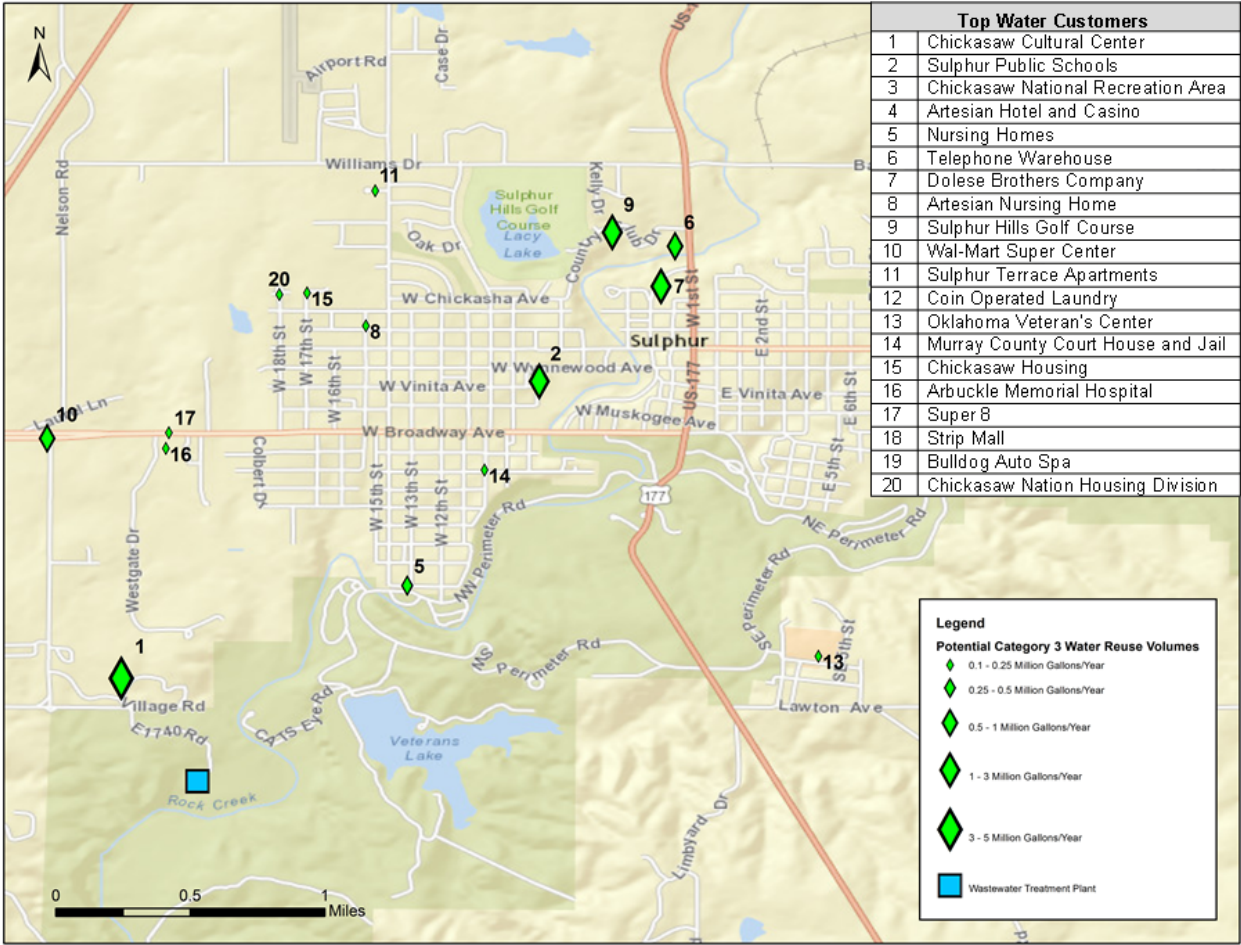 N
Top Water Customers
1 Chickasaw Cultural Center
2 Sulphur Public Schools
3 Chickasaw National Recreation Area
4 Artesian Hotel and Casino
5 Nursing Homes
6 Telephone Warehouse
7 Dolese Brothers Company
8 Artesian Nursing Home
9 Sulphur Hills Golf Course
10 Wal-Mart Super Center
11 Sulphur Terrace Apartments
12 Coin Operated Laundry
13 Oklahoma Veteran's Center
14 Murray County Court House and Jail
15 Chickasaw Housing
16 Arbuckle Memorial Hospital
17 Super 8
18 Strip Mall
19 Bulldog Auto Spa
20 Chickasaw Nation Housing Division
US-1
Airport Rd
Case Dr
Williams Dr
Ba
Nelson Rd
11
Kelly Dr
Sulphur
Hills Golf
Course
Lacy
Lake
9
6
Oak Dr
Country
Dr
20
15
7
W Chickasha Ave
W 1st St
8
Sulphur
E 2nd St
W 18th St
W 17th St
W 16th St
2
W Wynnewood Ave
W Vinita Ave
E Vinita Ave
E 6th St
US-177
W Muskogee Ave
Laurel Ln
10
17
16
W Broadway Ave
Colbert Dr
E 5th St
14
W 15th St
W 13th St
W 12th St
177
NE Perimeter Rd
NW Perimeter Rd
Westgate Dr
5
SE Perimeter Rd
1
Perimeter Rd
13
Village Rd
Lawton Ave
E1740 Rd
CATS Eye Rd
Veterans
Lake
Rock Creek
Limbyard Dr
0 0.5 1
Miles
Legend
Potential Category 3 Water Reuse Volumes
0.1 - 0.25 Million Gallons/Year
0.25 - 0.5 Million Gallons/Year
0.5 - 1 Million Gallons/Year
1 - 3 Million Gallons/Year
3 - 5 Million Gallons/Year
Wastewater Treatment Plant